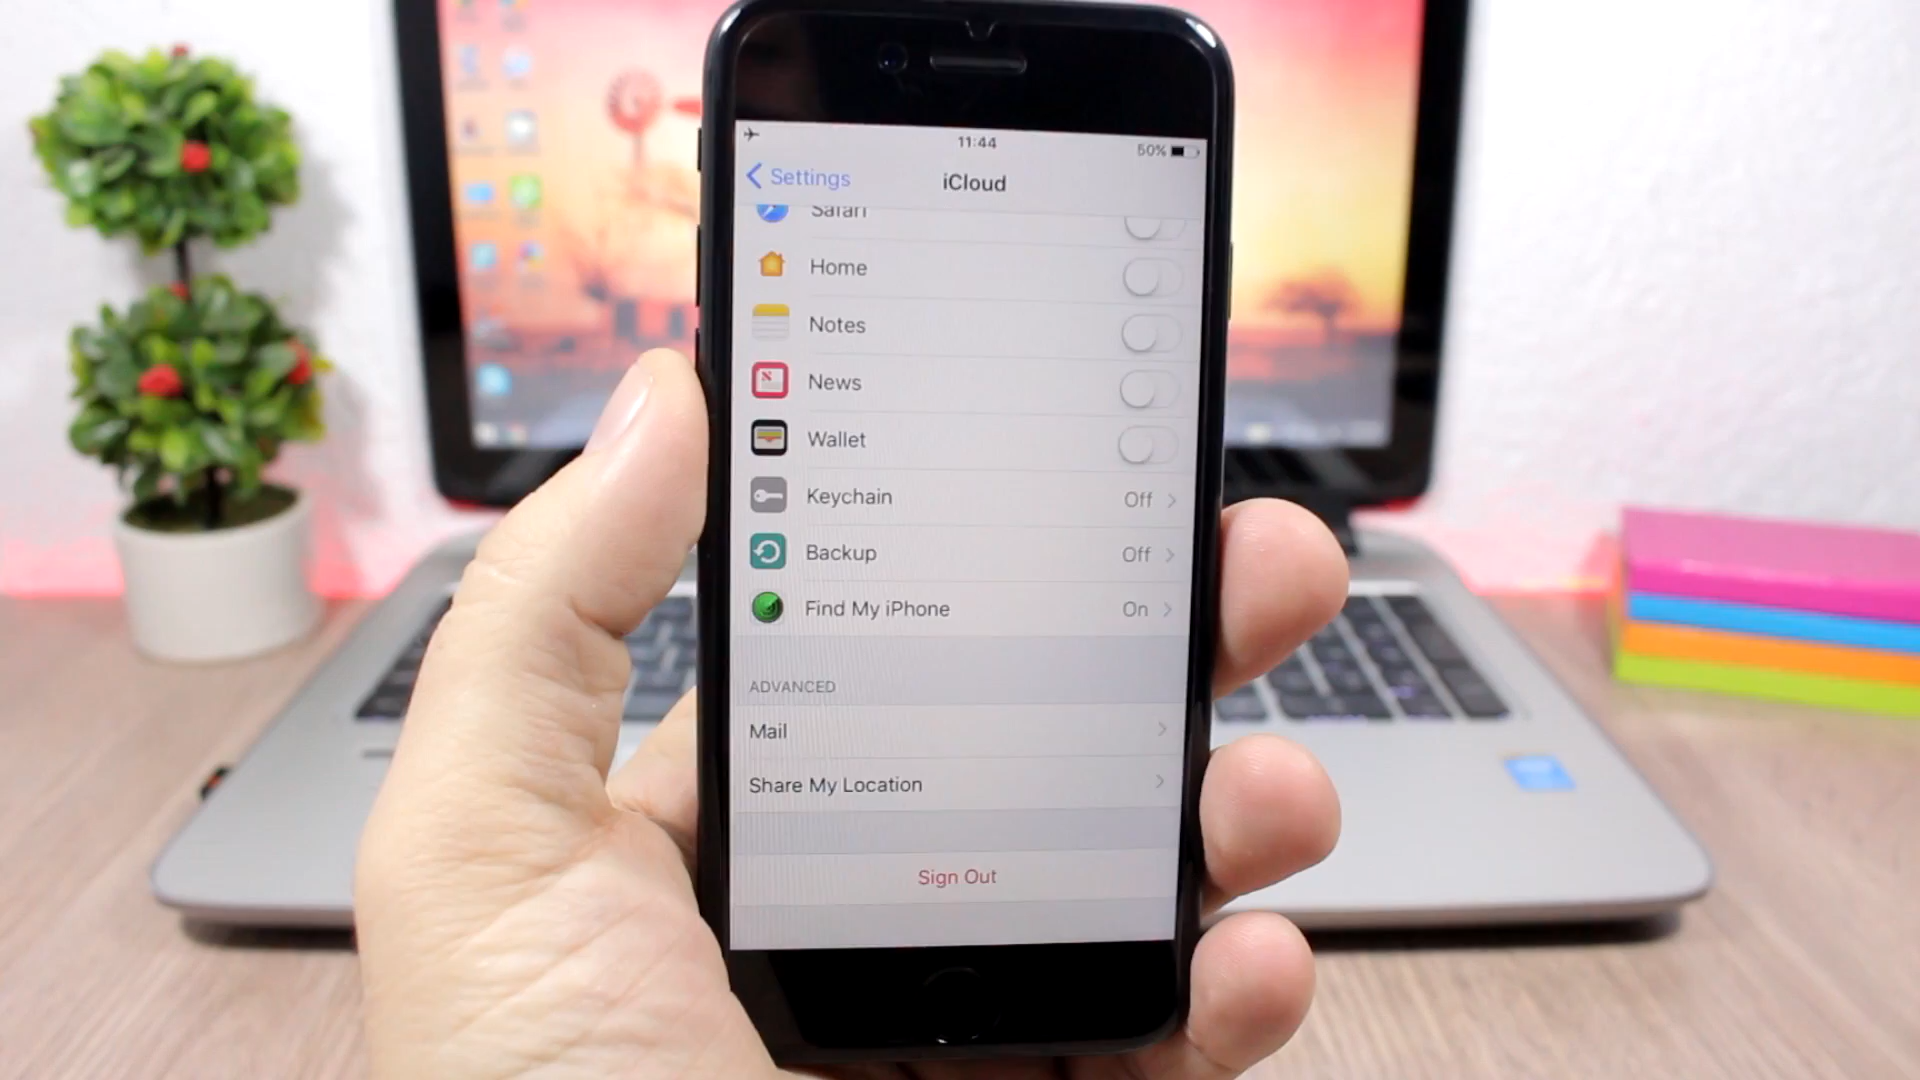 11:44
50%
Settings
iCloud
Safari
Home
Notes
News
Wallet
Keychain Off
Backup Off
Find My iPhone On
ADVANCED
Mail
Share My Location
Sign Out